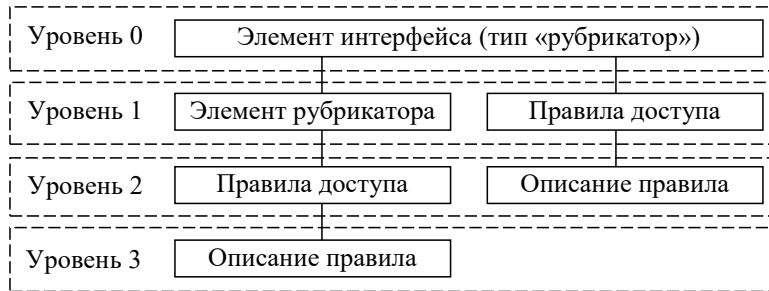 Уровень 0 Элемент интерфейса (тип «рубрикатор»)
Уровень 1 Элемент рубрикатора Правила доступа
Уровень 2 Правила доступа Описание правила
Уровень 3 Описание правила